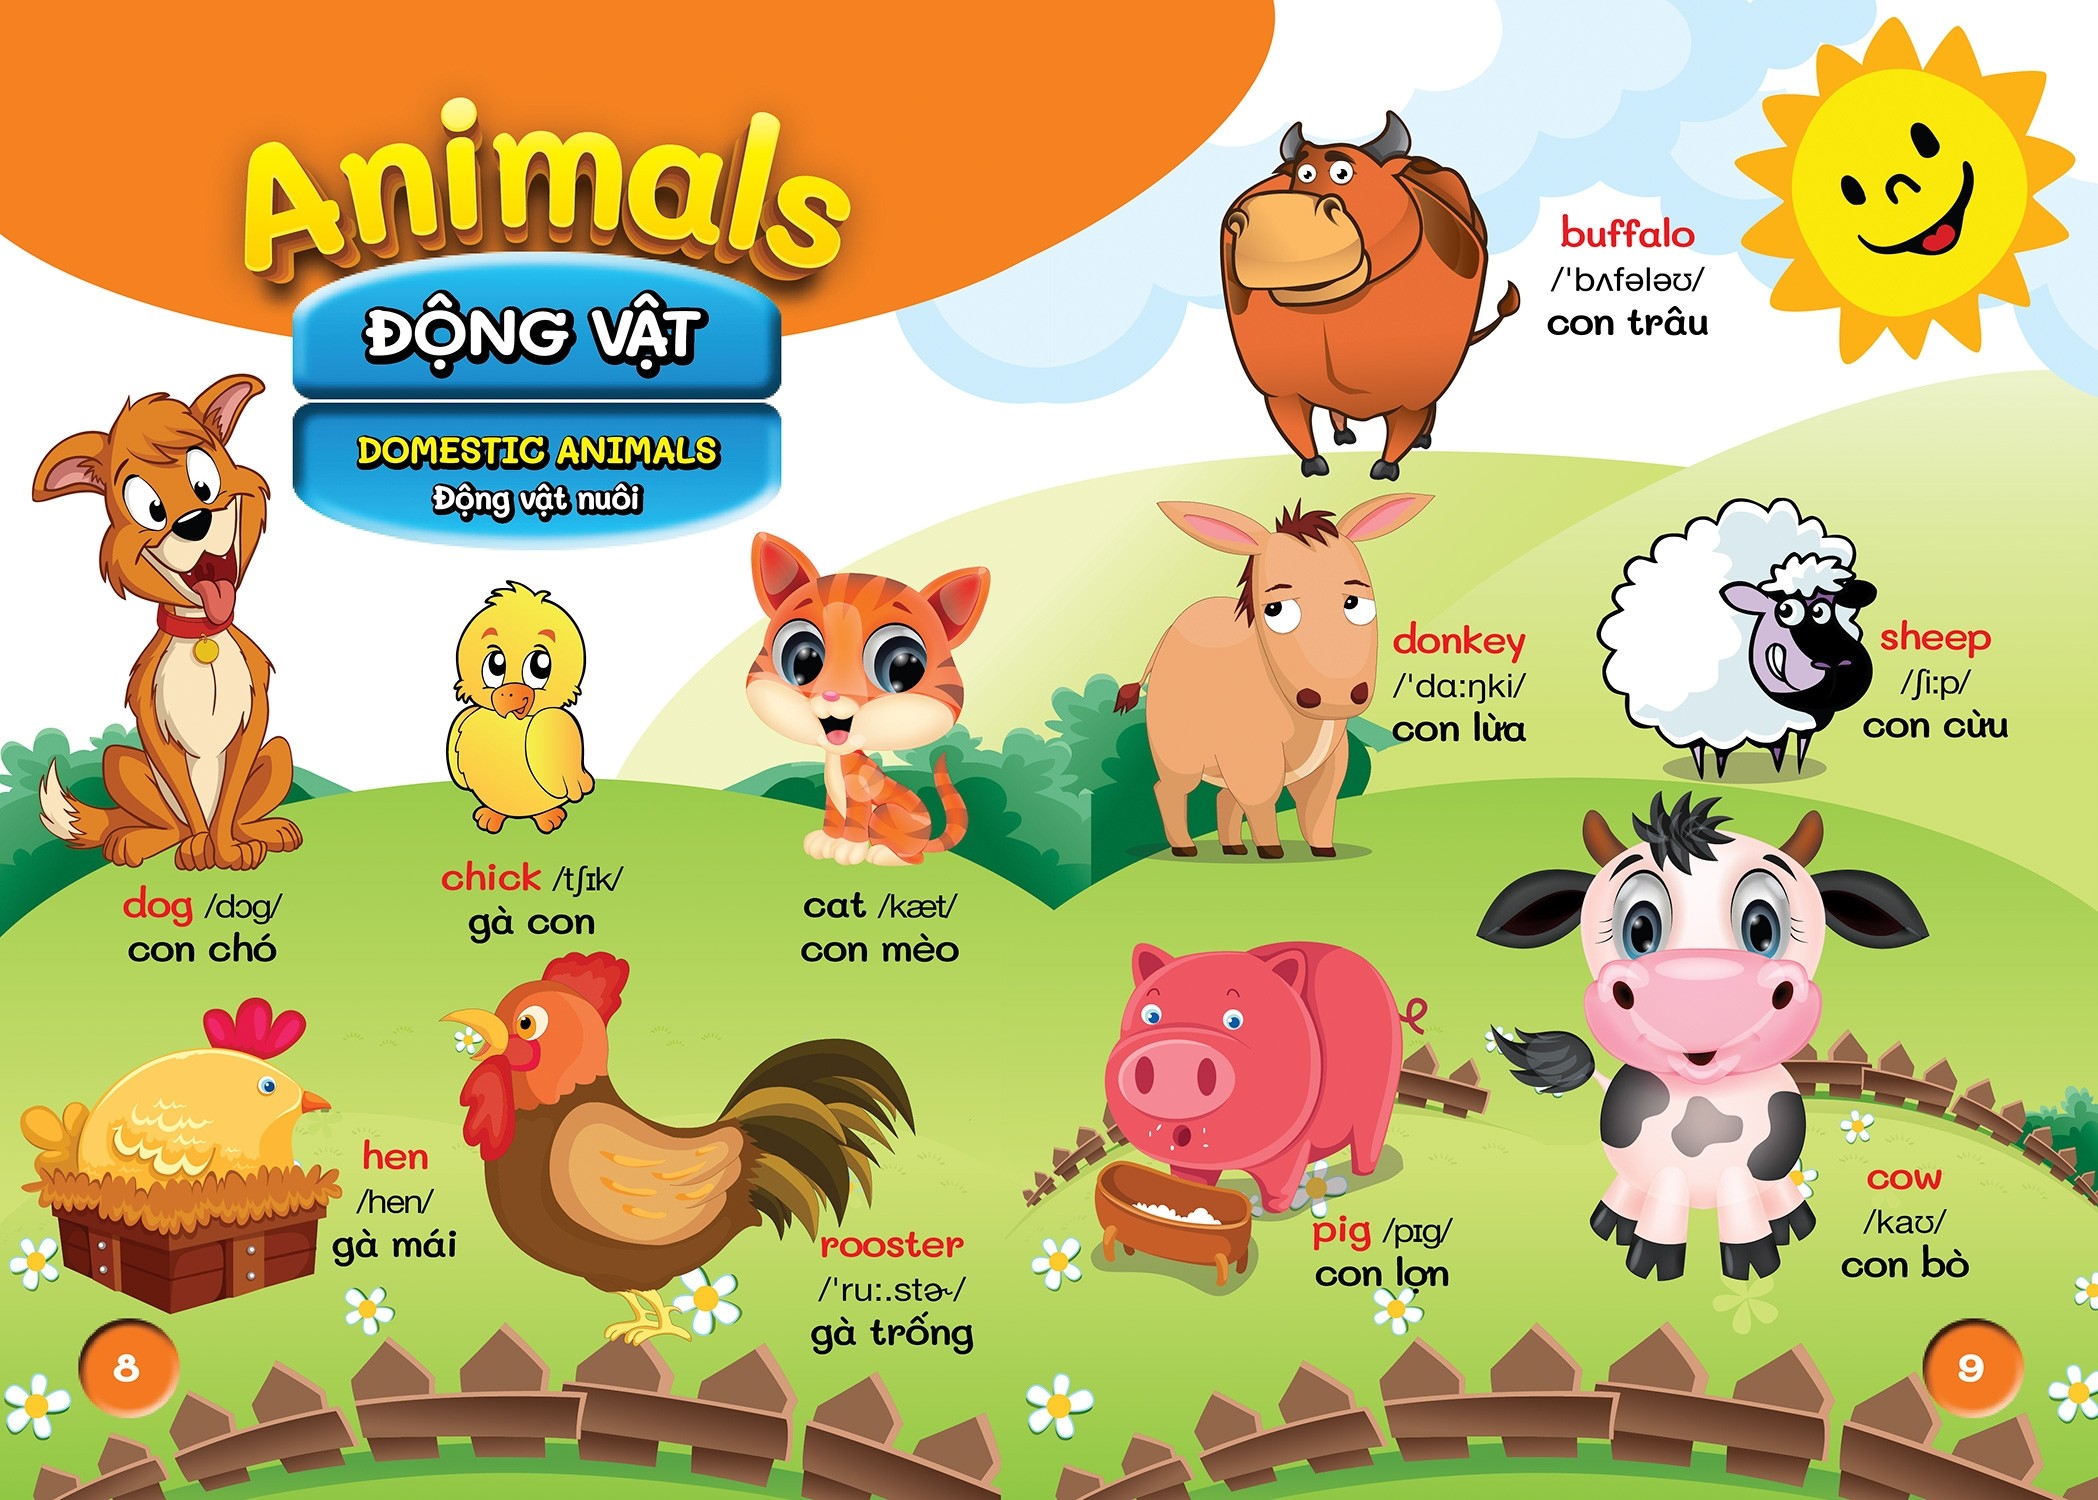 Animals
ĐỘNG VẬT
DOMESTIC ANIMALS
Động vật nuôi
dog /dɔg/
con chó
chick /tʃɪk/
gà con
cat /kæt/
con mèo
hen
/hen/
gà mái
rooster
/'ru:.stɚ/
gà trống
8
buffalo
/'bʌfələʊ/
con trâu
donkey
/'dɑ:ŋki/
con lừa
sheep
/ʃi:p/
con cừu
pig /pɪg/
con lợn
cow
/kaʊ/
con bò
9